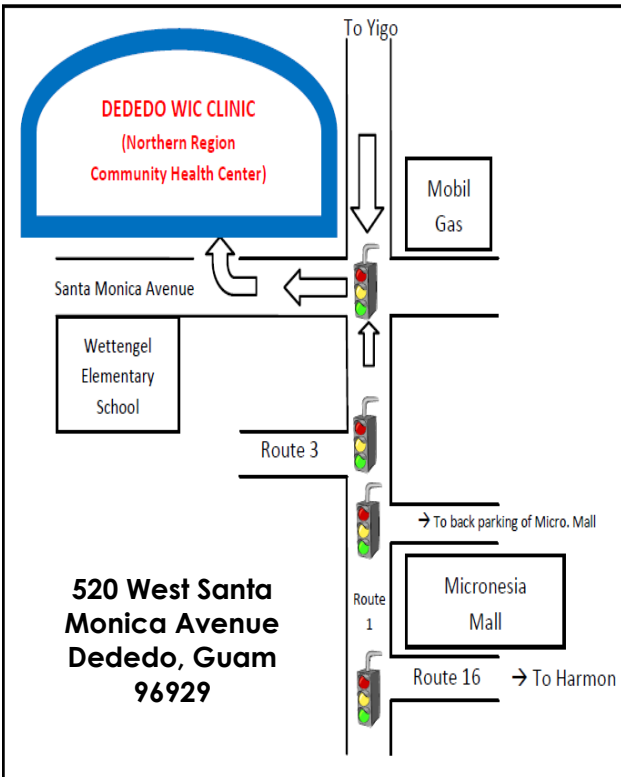 To Yigo
DEDEDO WIC CLINIC
(Northern Region
Community Health Center)
Mobil
Gas
Santa Monica Avenue
Wettengel
Elementary
School
Route 3
→ To back parking of Micro. Mall
520 West Santa
Monica Avenue
Dededo, Guam
96929
Route
1
Micronesia
Mall
Route 16
→ To Harmon